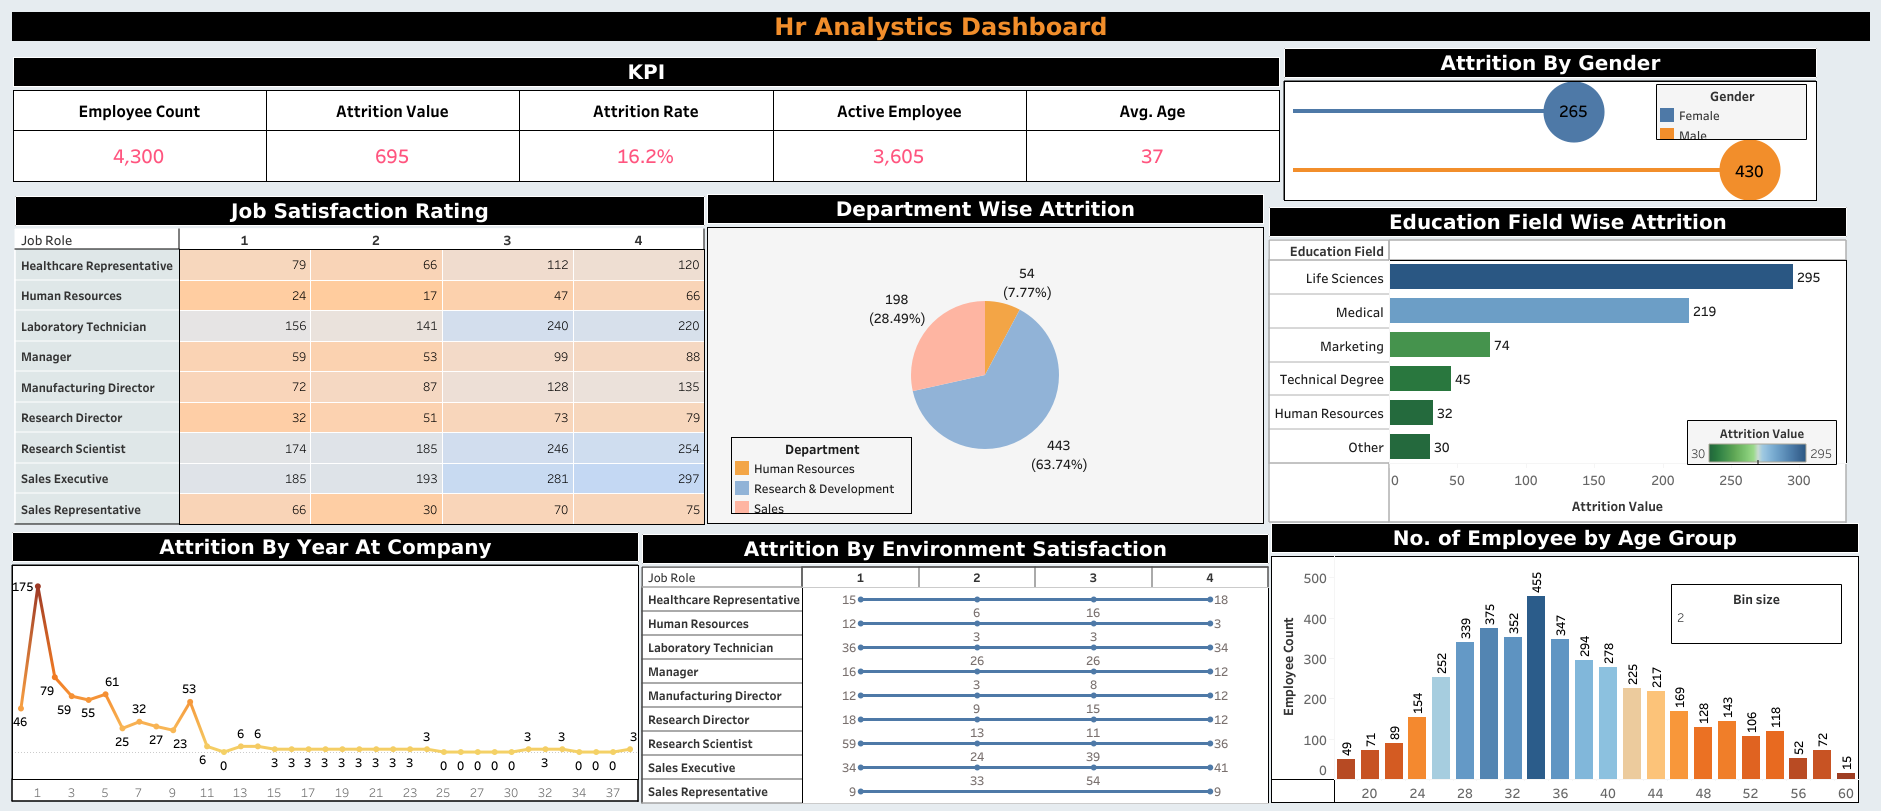 Hr Analystics Dashboard
KPI
Employee Count Attrition Value Attrition Rate Active Employee Avg. Age
4,300 695 16.2% 3,605 37
Attrition By Gender
265
430
Gender
Female
Male
Job Satisfaction Rating
Job Role 1 2 3 4
Healthcare Representative 79 66 112 120
Human Resources 24 17 47 66
Laboratory Technician 156 141 240 220
Manager 59 53 99 88
Manufacturing Director 72 87 128 135
Research Director 32 51 73 79
Research Scientist 174 185 246 254
Sales Executive 185 193 281 297
Sales Representative 66 30 70 75
Department Wise Attrition
54
(7.77%)
198
(28.49%)
443
(63.74%)
Department
Human Resources
Research & Development
Sales
Education Field Wise Attrition
Education Field
Life Sciences 295
Medical 219
Marketing 74
Technical Degree 45
Human Resources 32
Other 30
Attrition Value
30 295
0 50 100 150 200 250 300
Attrition Value
Attrition By Year At Company
175
46 79 59 55 61 25 32 27 23 53 6 0 6 6 3 3 3 3 3 3 3 3 3 3 0 0 0 0 0 3 3 3 0 0 0 3
1 3 5 7 9 11 13 15 17 19 21 23 25 27 30 32 34 37
Attrition By Environment Satisfaction
Job Role 1 2 3 4
Healthcare Representative 15 6 16 18
Human Resources 12 3 3 3
Laboratory Technician 36 26 26 34
Manager 16 3 8 12
Manufacturing Director 12 9 15 12
Research Director 18 13 11 12
Research Scientist 59 24 39 36
Sales Executive 34 33 54 41
Sales Representative 9 9
No. of Employee by Age Group
Employee Count
500
400
300
200
100
0
49 71 89 154 252 339 375 352 455 347 294 278 225 217 169 128 143 106 118 52 72 15
20 24 28 32 36 40 44 48 52 56 60
Bin size
2